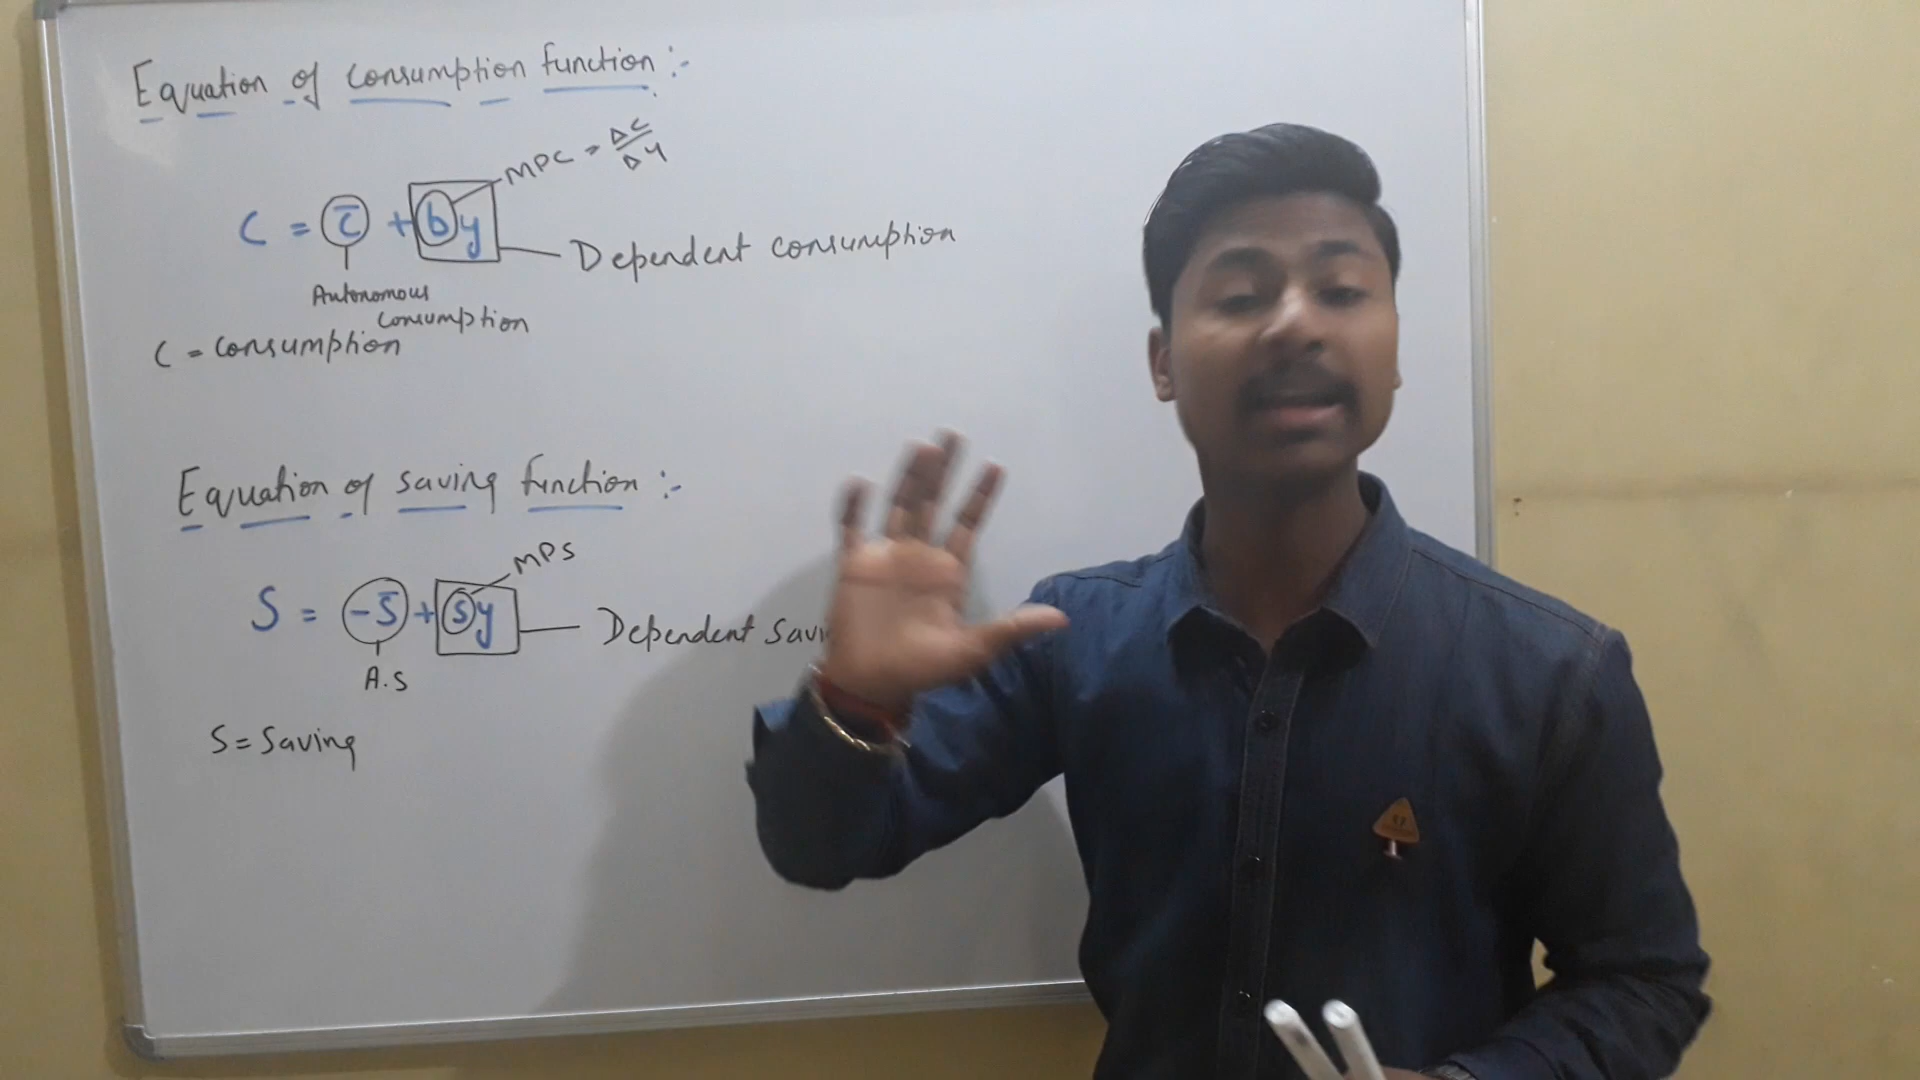 Equation of consumption function :-
MPC = ΔC/ΔY
C = c̄ + by
Dependent consumption
Autonomous consumption
C = consumption
Equation of saving function :-
MPS
S = -s̄ + sy
Dependent
A.S
S = Saving